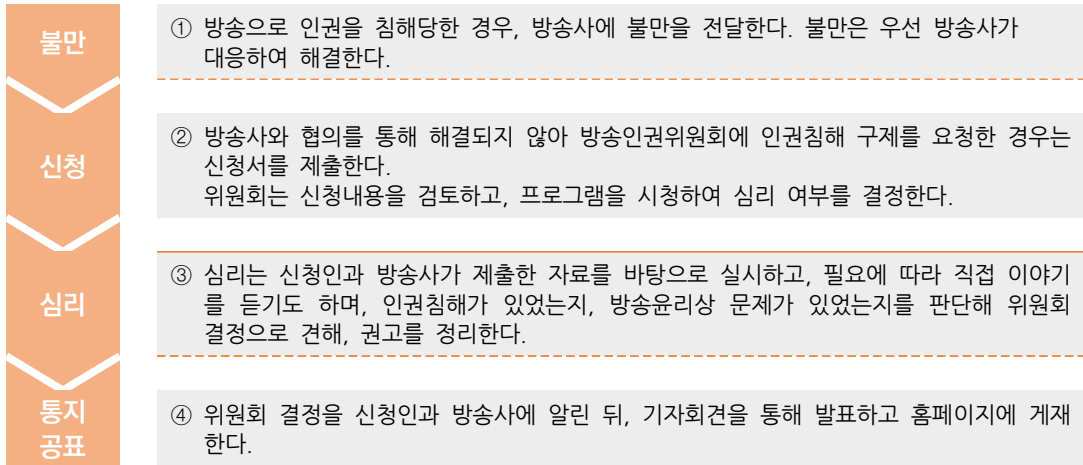 불만
① 방송으로 인권을 침해당한 경우, 방송사에 불만을 전달한다. 불만은 우선 방송사가
대응하여 해결한다.
신청
② 방송사와 협의를 통해 해결되지 않아 방송인권위원회에 인권침해 구제를 요청한 경우는
신청서를 제출한다.
위원회는 신청내용을 검토하고, 프로그램을 시청하여 심리 여부를 결정한다.
심리
③ 심리는 신청인과 방송사가 제출한 자료를 바탕으로 실시하고, 필요에 따라 직접 이야기
를 듣기도 하며, 인권침해가 있었는지, 방송윤리상 문제가 있었는지를 판단해 위원회
결정으로 견해, 권고를 정리한다.
통지
공표
④ 위원회 결정을 신청인과 방송사에 알린 뒤, 기자회견을 통해 발표하고 홈페이지에 게재
한다.